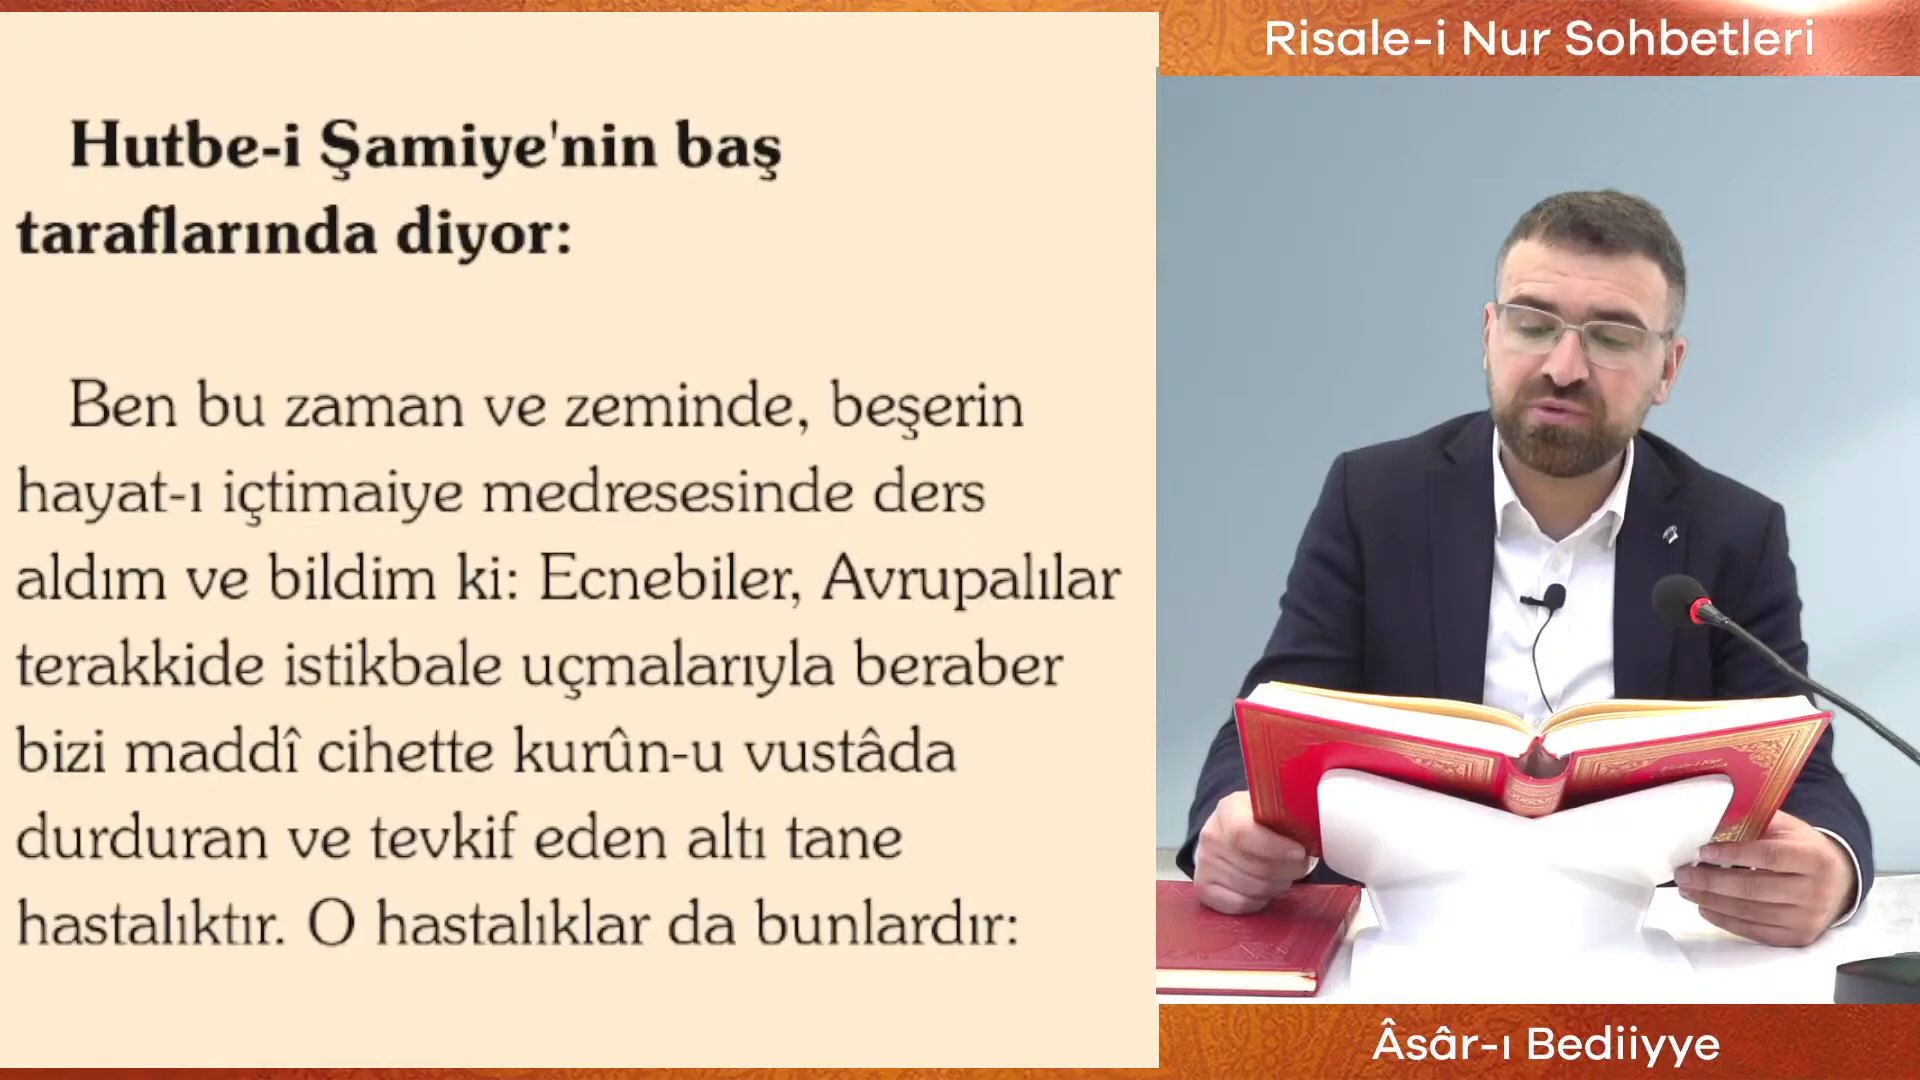 Risale-i Nur Sohbetleri
Hutbe-i Şamiye'nin baş
taraflarında diyor:
Ben bu zaman ve zeminde, beşerin
hayat-ı içtimaiye medresesinde ders
aldım ve bildim ki: Ecnebiler, Avrupalılar
terakkide istikbale uçmalarıyla beraber
bizi maddî cihette kurûn-u vustâda
durduran ve tevkif eden altı tane
hastalıktır. O hastalıklar da bunlardır:
Âsâr-ı Bediiyye